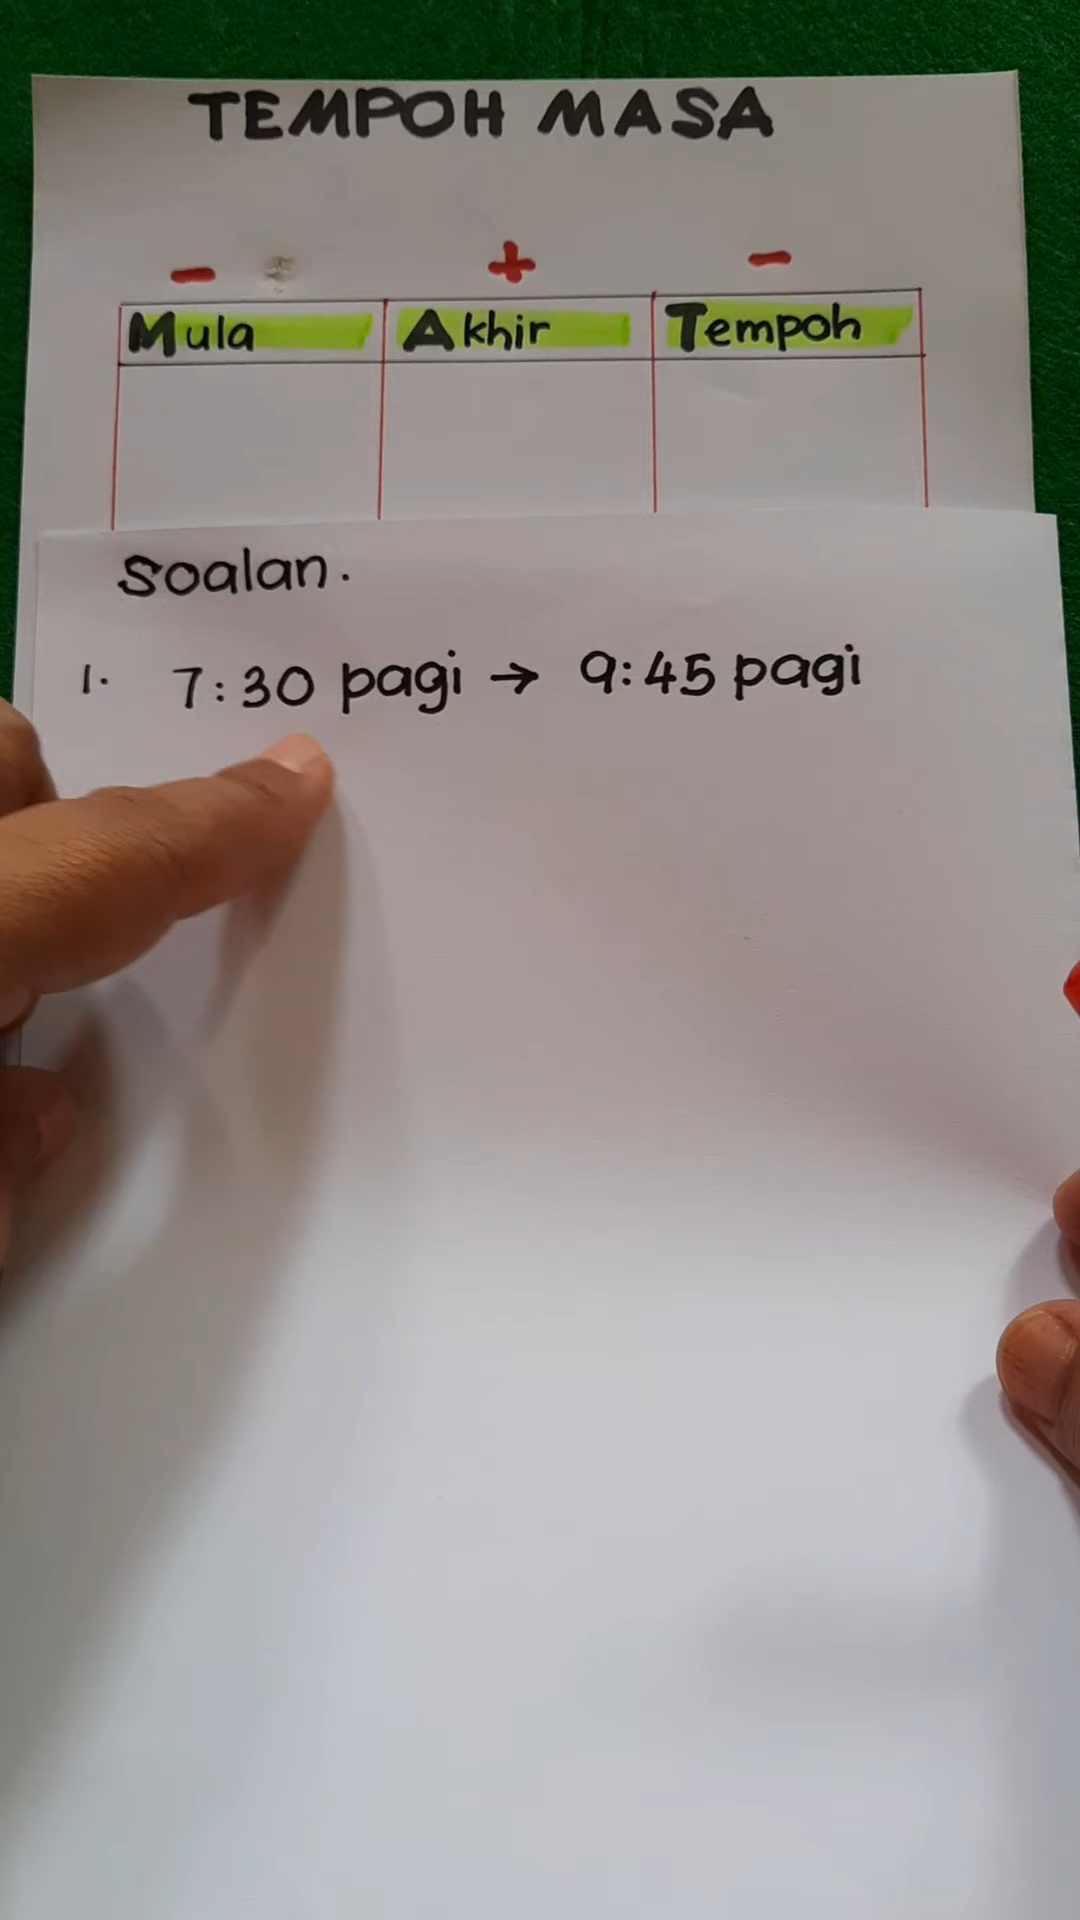 TEMPOH MASA
- + -
Mula Akhir Tempoh
Soalan.
1. 7:30 pagi → 9:45 pagi